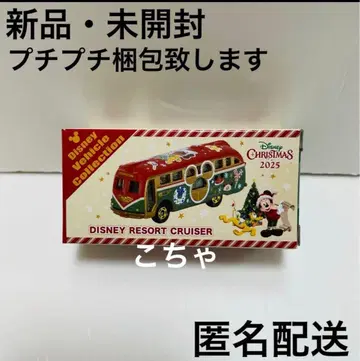 新品・未開封
プチプチ梱包致します
Disney
Vehicle
Collection
Disney
CHRISTMAS
2025
DISNEY RESORT CRUISER
こちゃ
匿名配送